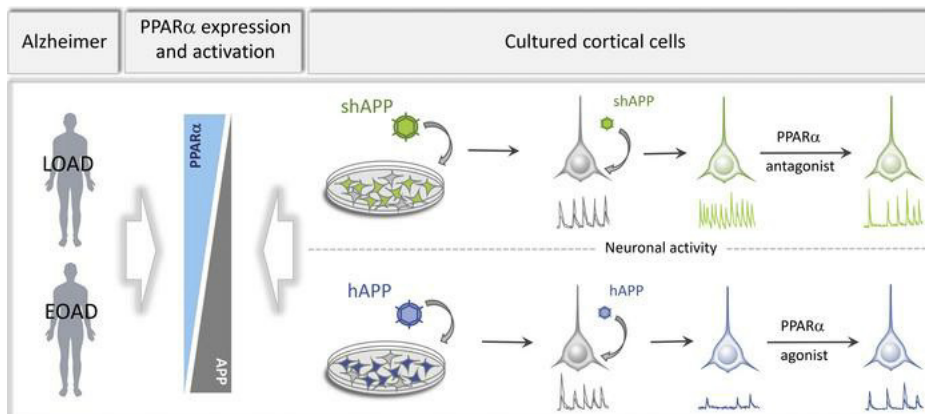 Alzheimer
PPARα expression
and activation
Cultured cortical cells
LOAD
EOAD
PPARα
APP
shAPP
shAPP
PPARα
antagonist
Neuronal activity
hAPP
hAPP
PPARα
agonist